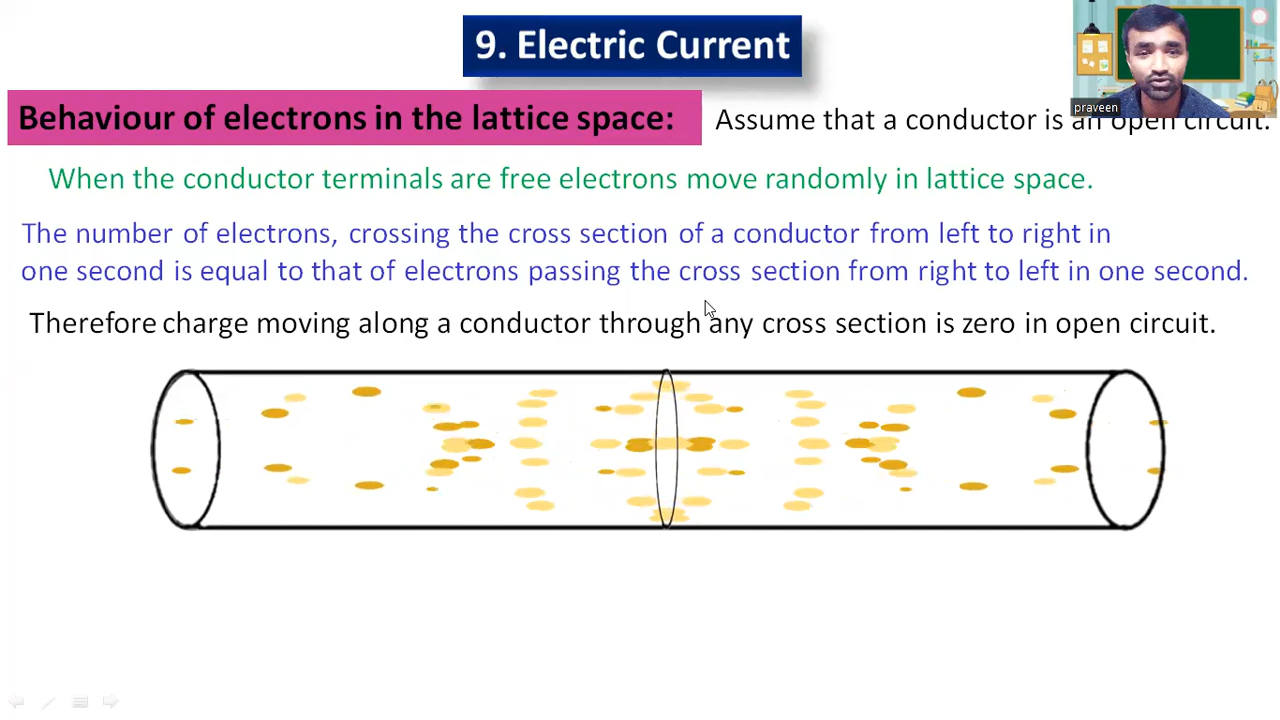 9. Electric Current
praveen
Behaviour of electrons in the lattice space: Assume that a conductor is an open circuit.
When the conductor terminals are free electrons move randomly in lattice space.
The number of electrons, crossing the cross section of a conductor from left to right in
one second is equal to that of electrons passing the cross section from right to left in one second.
Therefore charge moving along a conductor through any cross section is zero in open circuit.